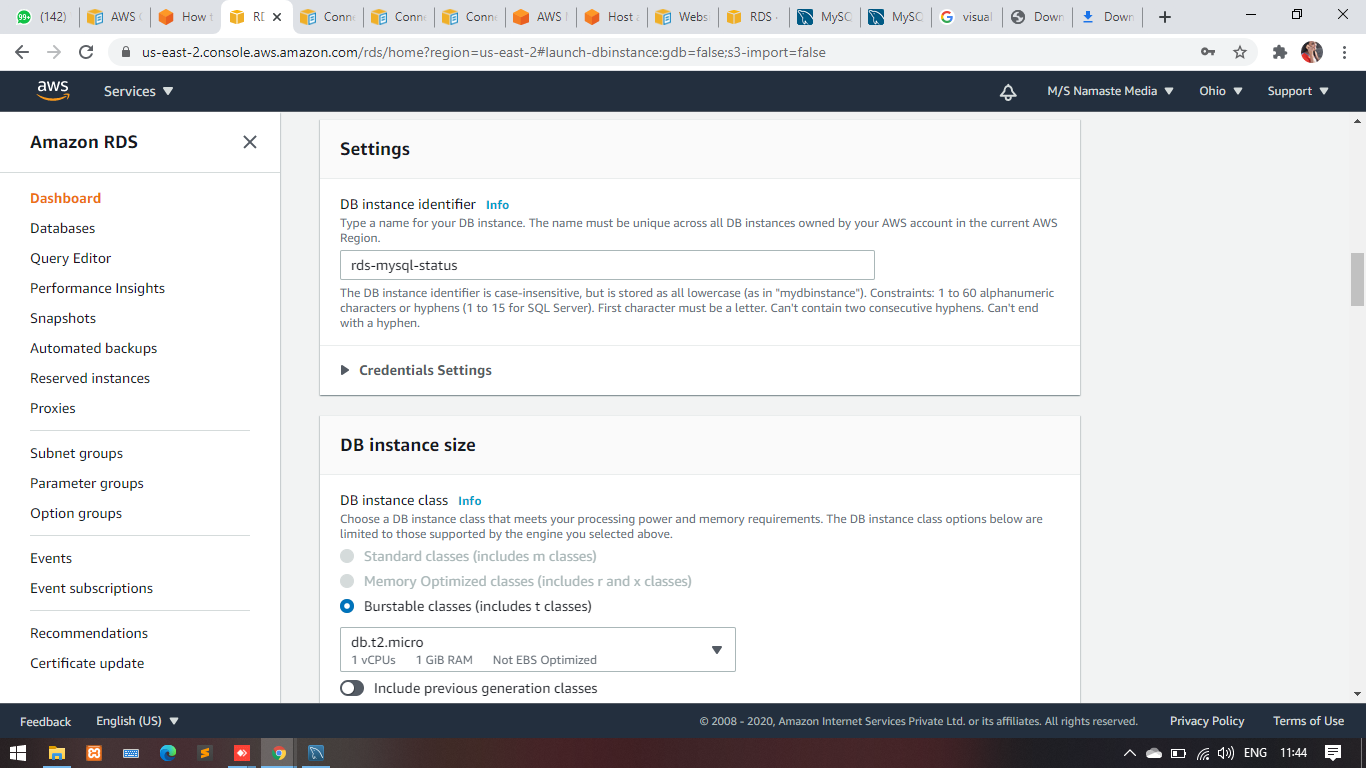 (142)
AWS
How t
RD
Conne
Conne
Conne
AWS
Host a
Websi
RDS
MySQ
MySQ
visual
Down
Down
us-east-2.console.aws.amazon.com/rds/home?region=us-east-2#launch-dbinstance:gdb=false;s3-import=false
aws
Services
M/S Namaste Media
Ohio
Support
Amazon RDS
Dashboard
Databases
Query Editor
Performance Insights
Snapshots
Automated backups
Reserved instances
Proxies
Subnet groups
Parameter groups
Option groups
Events
Event subscriptions
Recommendations
Certificate update
Settings
DB instance identifier Info
Type a name for your DB instance. The name must be unique across all DB instances owned by your AWS account in the current AWS
Region.
rds-mysql-status
The DB instance identifier is case-insensitive, but is stored as all lowercase (as in "mydbinstance"). Constraints: 1 to 60 alphanumeric
characters or hyphens (1 to 15 for SQL Server). First character must be a letter. Can't contain two consecutive hyphens. Can't end
with a hyphen.
Credentials Settings
DB instance size
DB instance class Info
Choose a DB instance class that meets your processing power and memory requirements. The DB instance class options below are
limited to those supported by the engine you selected above.
Standard classes (includes m classes)
Memory Optimized classes (includes r and x classes)
Burstable classes (includes t classes)
db.t2.micro
1 vCPUs 1 GiB RAM Not EBS Optimized
Include previous generation classes
Feedback
English (US)
© 2008 - 2020, Amazon Internet Services Private Ltd. or its affiliates. All rights reserved.
Privacy Policy
Terms of Use
ENG
11:44